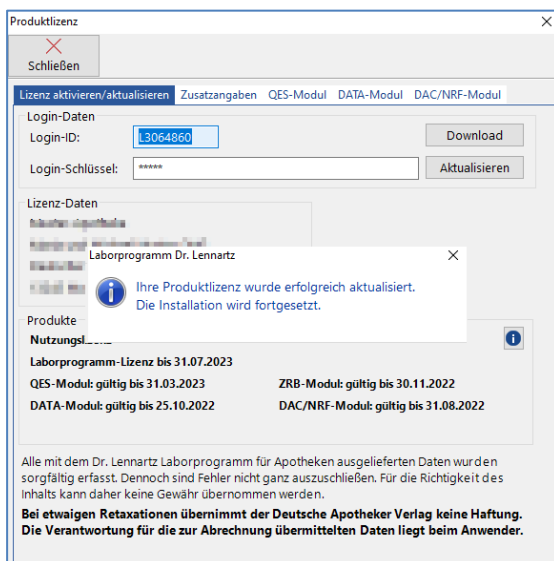 Produktlizenz
Schließen
Lizenz aktivieren/aktualisieren Zusatzangaben QES-Modul DATA-Modul DAC/NRF-Modul
Login-Daten
Login-ID: L3064860 Download
Login-Schlüssel: ***** Aktualisieren
Lizenz-Daten
Laborprogramm Dr. Lennartz
Ihre Produktlizenz wurde erfolgreich aktualisiert.
Die Installation wird fortgesetzt.
Produkte
Laborprogramm-Lizenz bis 31.07.2023
QES-Modul: gültig bis 31.03.2023 ZRB-Modul: gültig bis 30.11.2022
DATA-Modul: gültig bis 25.10.2022 DAC/NRF-Modul: gültig bis 31.08.2022
Alle mit dem Dr. Lennartz Laborprogramm für Apotheken ausgelieferten Daten wurden
sorgfältig erfasst. Dennoch sind Fehler nicht ganz auszuschließen. Für die Richtigkeit des
Inhalts kann daher keine Gewähr übernommen werden.
Bei etwaigen Retaxationen übernimmt der Deutsche Apotheker Verlag keine Haftung.
Die Verantwortung für die zur Abrechnung übermittelten Daten liegt beim Anwender.